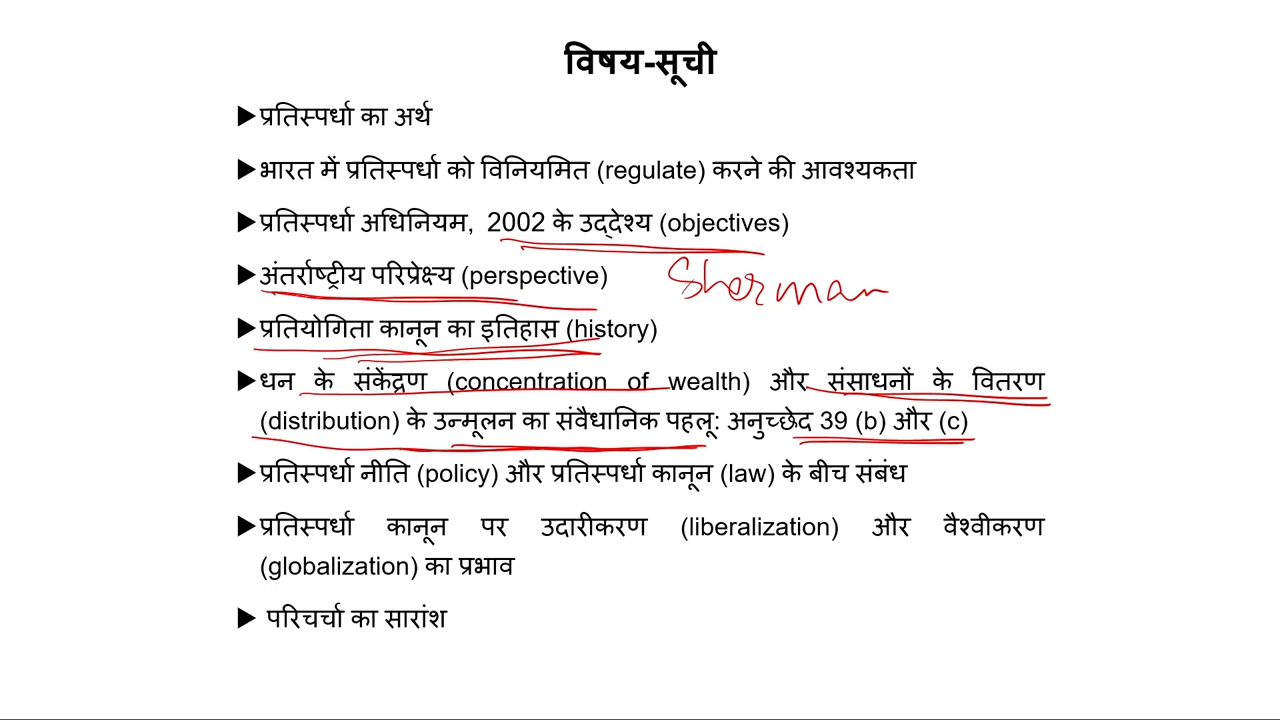 विषय-सूची
▶प्रतिस्पर्धा का अर्थ
▶भारत में प्रतिस्पर्धा को विनियमित (regulate) करने की आवश्यकता
▶प्रतिस्पर्धा अधिनियम, 2002 के उद्देश्य (objectives)
▶अंतर्राष्ट्रीय परिप्रेक्ष्य (perspective) Sherman
▶प्रतियोगिता कानून का इतिहास (history)
▶धन के संकेंद्रण (concentration of wealth) और संसाधनों के वितरण
(distribution) के उन्मूलन का संवैधानिक पहलू: अनुच्छेद 39 (b) और (c)
▶प्रतिस्पर्धा नीति (policy) और प्रतिस्पर्धा कानून (law) के बीच संबंध
▶प्रतिस्पर्धा कानून पर उदारीकरण (liberalization) और वैश्वीकरण
(globalization) का प्रभाव
▶ परिचर्चा का सारांश